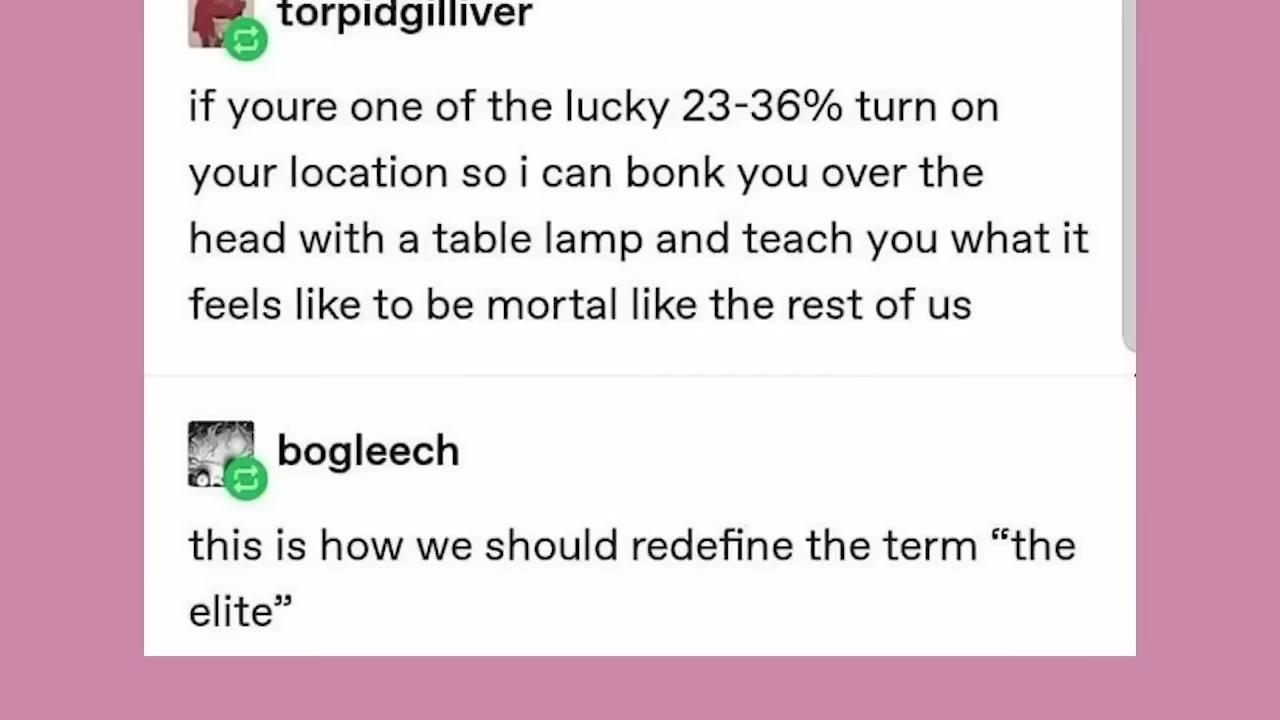 torpidgilliver
if youre one of the lucky 23-36% turn on
your location so i can bonk you over the
head with a table lamp and teach you what it
feels like to be mortal like the rest of us
bogleech
this is how we should redefine the term “the
elite”